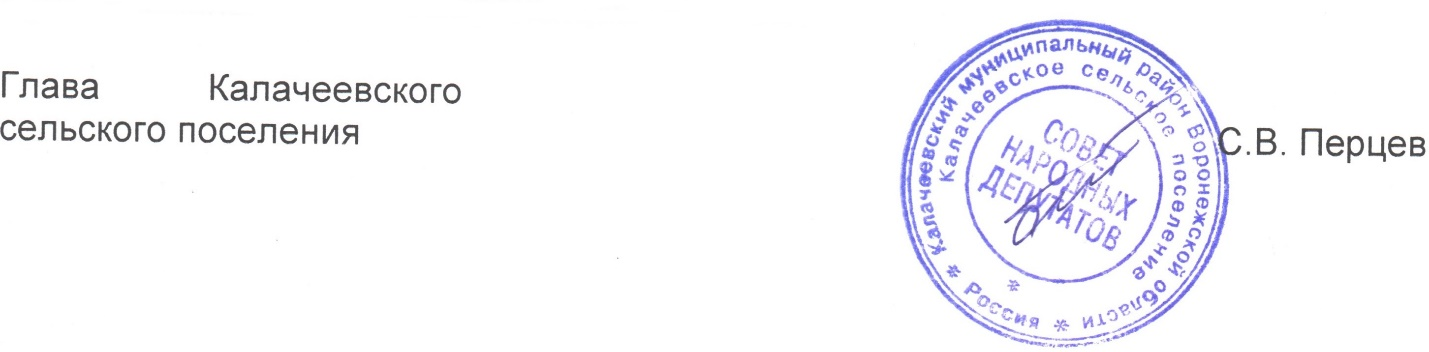 Глава Калачеевского
сельского поселения
С.В. Перцев
* Калачеевский муниципальный район Воронежской области * Россия
Калачеевское сельское поселение *
СОВЕТ
НАРОДНЫХ
ДЕПУТАТОВ